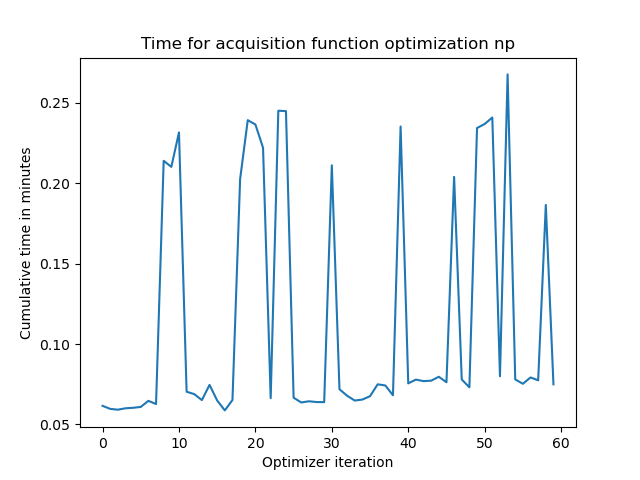 Time for acquisition function optimization np
Cumulative time in minutes
0.25
0.20
0.15
0.10
0.05
0 10 20 30 40 50 60
Optimizer iteration